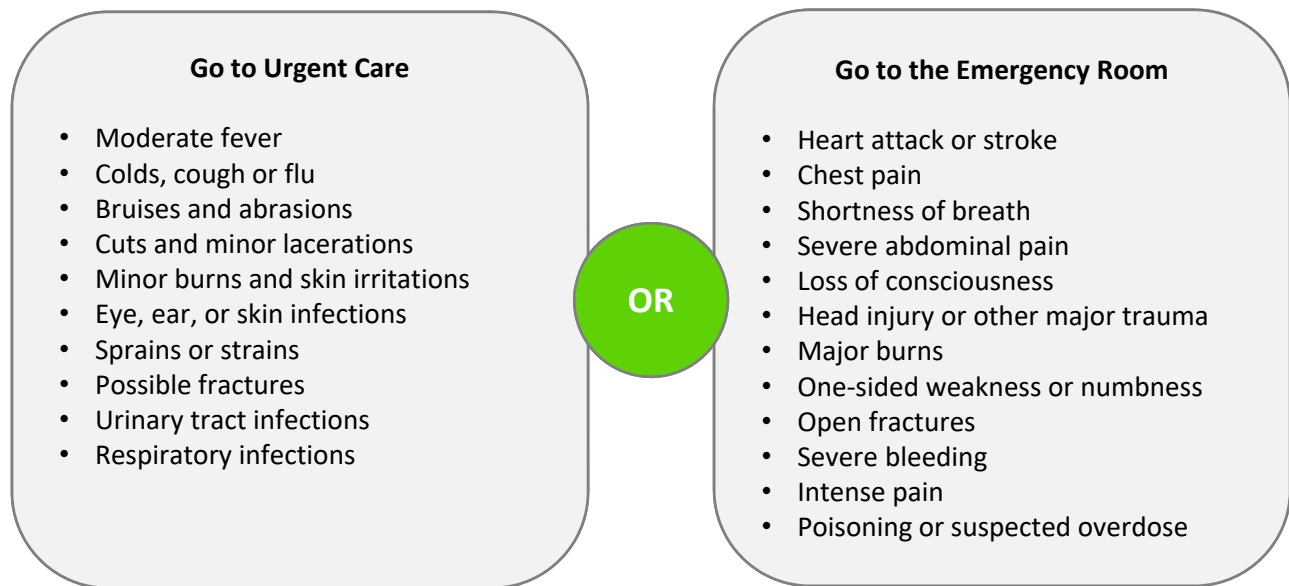 Go to Urgent Care
• Moderate fever
• Colds, cough or flu
• Bruises and abrasions
• Cuts and minor lacerations
• Minor burns and skin irritations
• Eye, ear, or skin infections
• Sprains or strains
• Possible fractures
• Urinary tract infections
• Respiratory infections
OR
Go to the Emergency Room
• Heart attack or stroke
• Chest pain
• Shortness of breath
• Severe abdominal pain
• Loss of consciousness
• Head injury or other major trauma
• Major burns
• One-sided weakness or numbness
• Open fractures
• Severe bleeding
• Intense pain
• Poisoning or suspected overdose